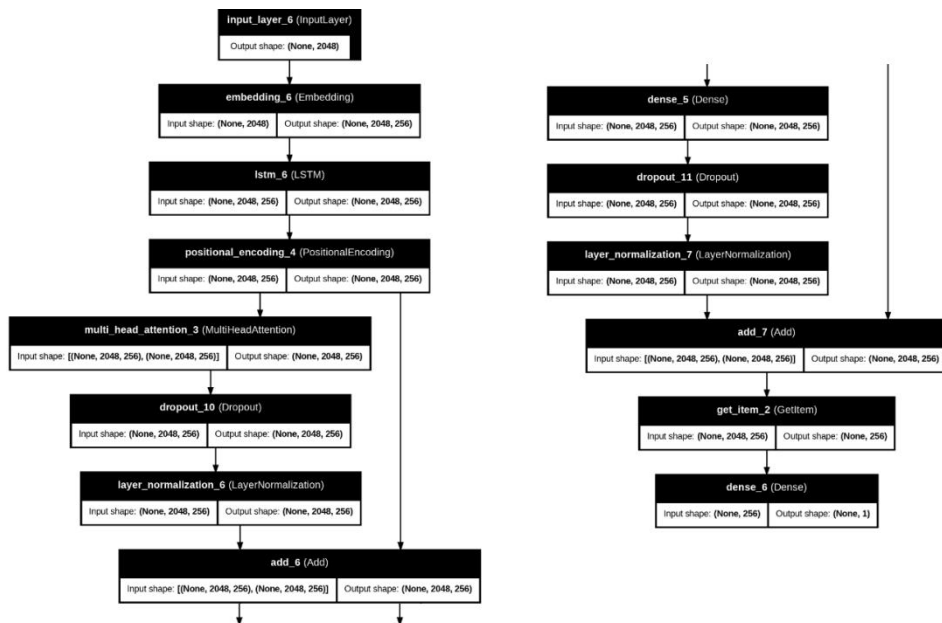 input_layer_6 (InputLayer)
Output shape: (None, 2048)
embedding_6 (Embedding)
Input shape: (None, 2048) Output shape: (None, 2048, 256)
lstm_6 (LSTM)
Input shape: (None, 2048, 256) Output shape: (None, 2048, 256)
positional_encoding_4 (PositionalEncoding)
Input shape: (None, 2048, 256) Output shape: (None, 2048, 256)
multi_head_attention_3 (MultiHeadAttention)
Input shape: [(None, 2048, 256), (None, 2048, 256)] Output shape: (None, 2048, 256)
dropout_10 (Dropout)
Input shape: (None, 2048, 256) Output shape: (None, 2048, 256)
layer_normalization_6 (LayerNormalization)
Input shape: (None, 2048, 256) Output shape: (None, 2048, 256)
add_6 (Add)
Input shape: [(None, 2048, 256), (None, 2048, 256)] Output shape: (None, 2048, 256)
dense_5 (Dense)
Input shape: (None, 2048, 256) Output shape: (None, 2048, 256)
dropout_11 (Dropout)
Input shape: (None, 2048, 256) Output shape: (None, 2048, 256)
layer_normalization_7 (LayerNormalization)
Input shape: (None, 2048, 256) Output shape: (None, 2048, 256)
add_7 (Add)
Input shape: [(None, 2048, 256), (None, 2048, 256)] Output shape: (None, 2048, 256)
get_item_2 (GetItem)
Input shape: (None, 2048, 256) Output shape: (None, 256)
dense_6 (Dense)
Input shape: (None, 256) Output shape: (None, 1)